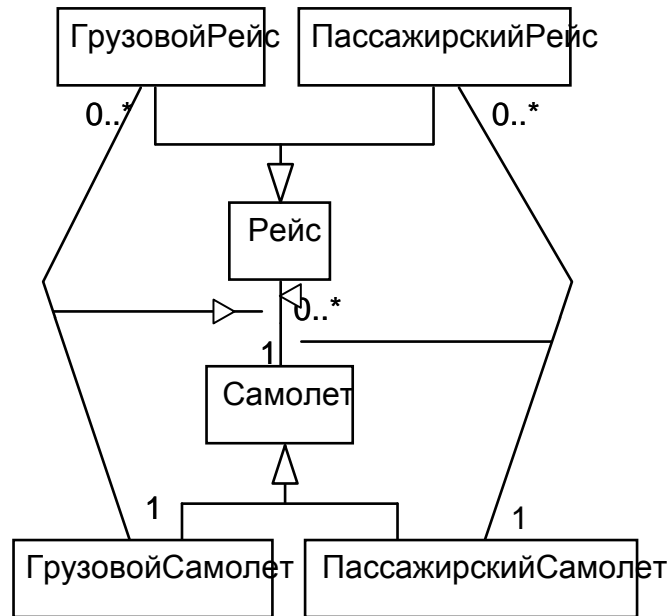 ГрузовойРейс
ПассажирскийРейс
0..*
0..*
Рейс
0..*
1
Самолет
1
1
ГрузовойСамолет
ПассажирскийСамолет